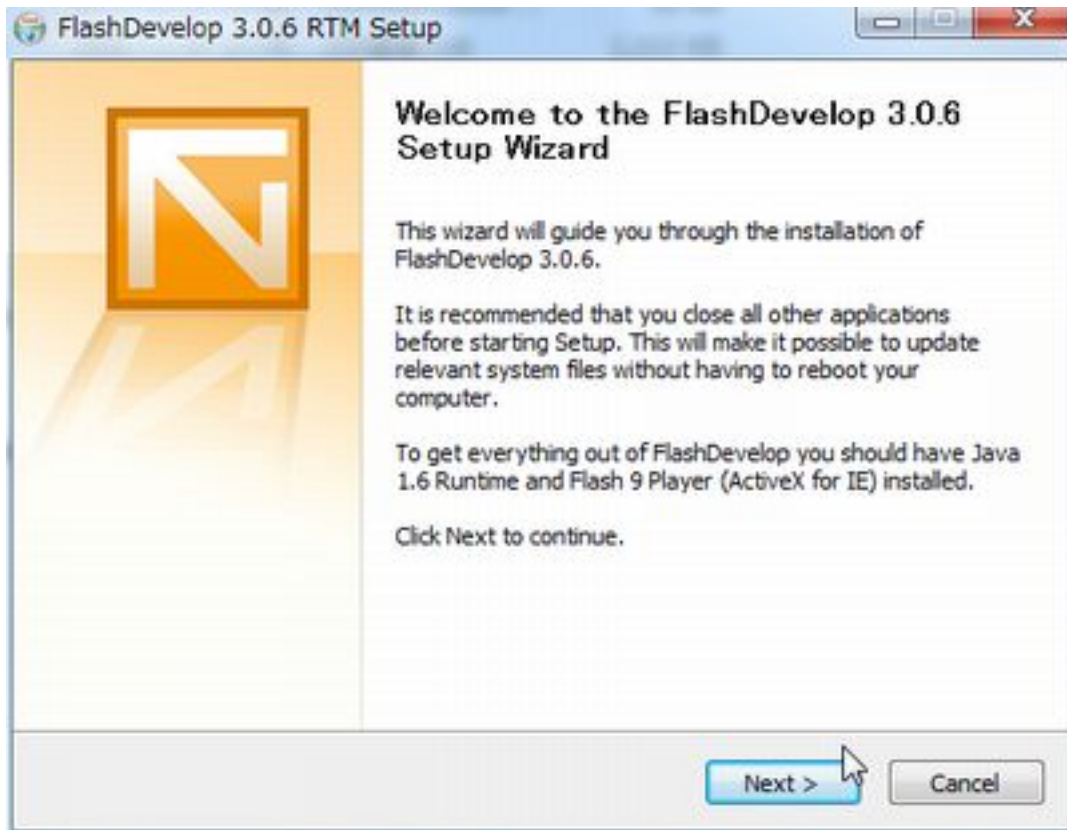 FlashDevelop 3.0.6 RTM Setup
Welcome to the FlashDevelop 3.0.6
Setup Wizard
This wizard will guide you through the installation of
FlashDevelop 3.0.6.
It is recommended that you close all other applications
before starting Setup. This will make it possible to update
relevant system files without having to reboot your
computer.
To get everything out of FlashDevelop you should have Java
1.6 Runtime and Flash 9 Player (ActiveX for IE) installed.
Click Next to continue.
Next >
Cancel